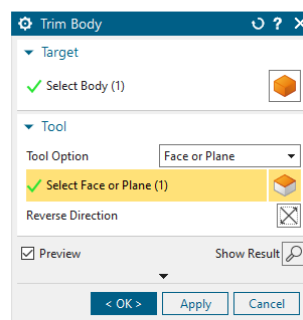 Trim Body
Target
Select Body (1)
Tool
Tool Option Face or Plane
Select Face or Plane (1)
Reverse Direction
Preview Show Result
< OK > Apply Cancel